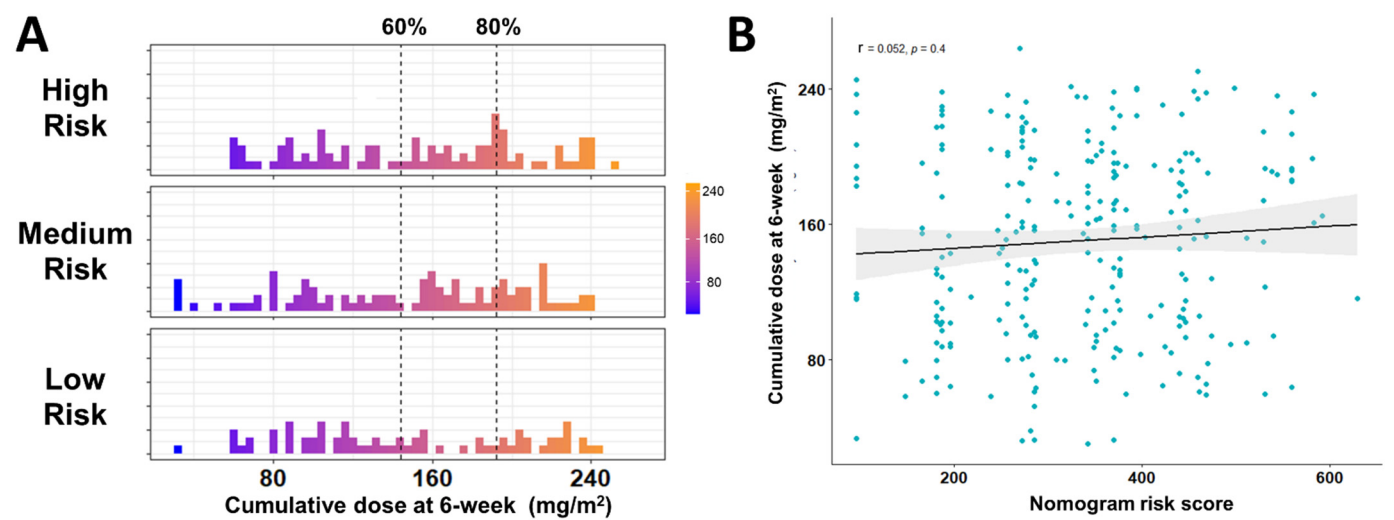 A
60%
80%
High
Risk
Medium
Risk
Low
Risk
240
160
80
80
160
240
Cumulative dose at 6-week (mg/m²)
B
r = 0.052, p = 0.4
240
160
80
Cumulative dose at 6-week (mg/m²)
200
400
600
Nomogram risk score